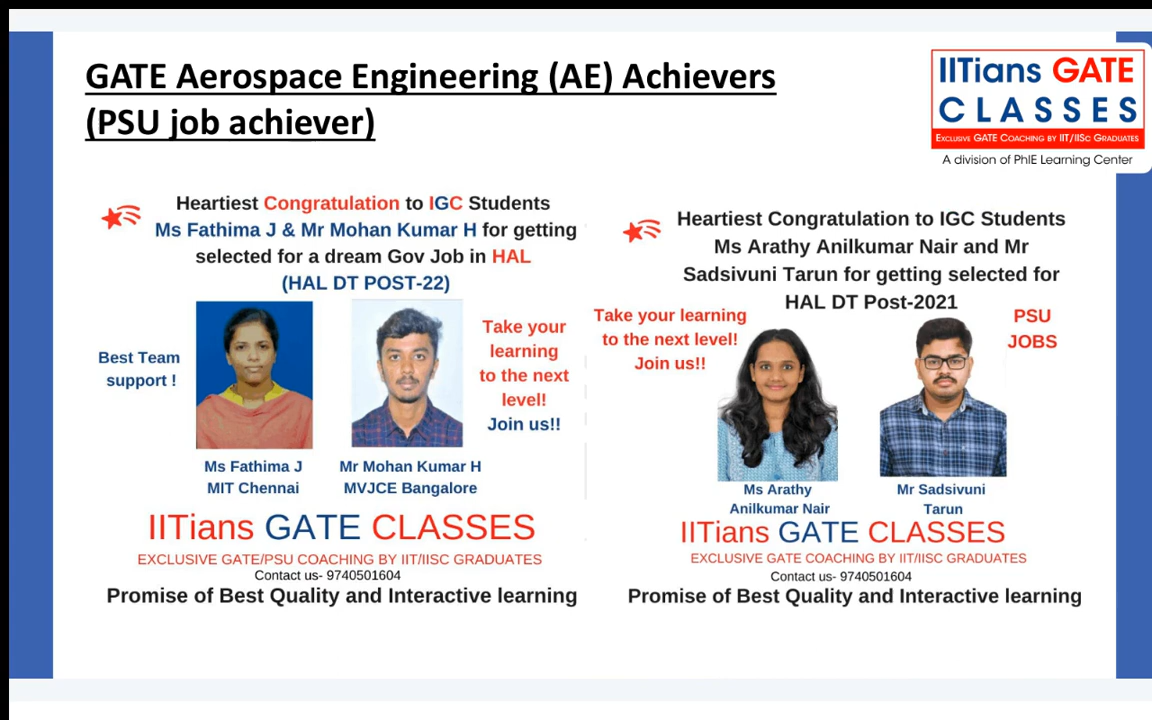 GATE Aerospace Engineering (AE) Achievers
(PSU job achiever)
IITians GATE
CLASSES
EXCLUSIVE GATE COACHING BY IIT/IISc GRADUATES
A division of PhIE Learning Center
Heartiest Congratulation to IGC Students
Ms Fathima J & Mr Mohan Kumar H for getting
selected for a dream Gov Job in HAL
(HAL DT POST-22)
Best Team
support !
Take your
learning
to the next
level!
Join us!!
Ms Fathima J
MIT Chennai
Mr Mohan Kumar H
MVJCE Bangalore
IITians GATE CLASSES
EXCLUSIVE GATE/PSU COACHING BY IIT/IISC GRADUATES
Contact us- 9740501604
Promise of Best Quality and Interactive learning
Heartiest Congratulation to IGC Students
Ms Arathy Anilkumar Nair and Mr
Sadsivuni Tarun for getting selected for
HAL DT Post-2021
Take your learning
to the next level!
Join us!!
PSU
JOBS
Ms Arathy
Anilkumar Nair
Mr Sadsivuni
Tarun
IITians GATE CLASSES
EXCLUSIVE GATE COACHING BY IIT/IISC GRADUATES
Contact us- 9740501604
Promise of Best Quality and Interactive learning